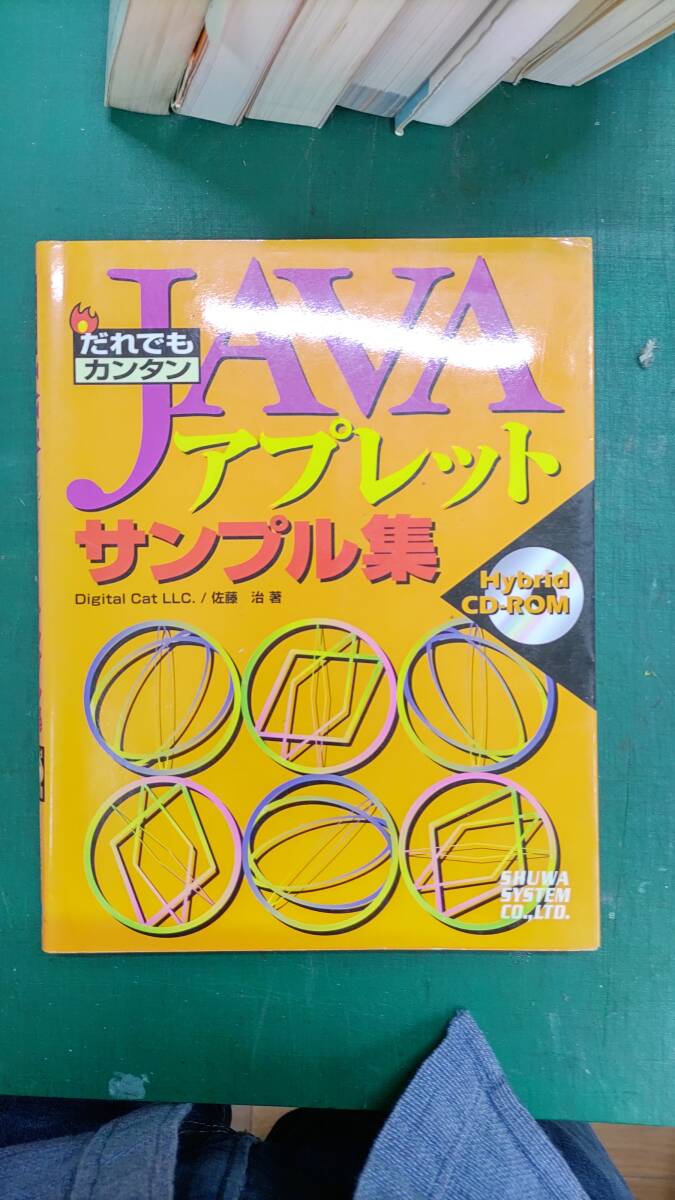 だれでも
カンタン
JAVA
アプレット
サンプル集
Digital Cat LLC. / 佐藤　治 著
Hybrid
CD-ROM
SHUWA
SYSTEM
CO.,LTD.